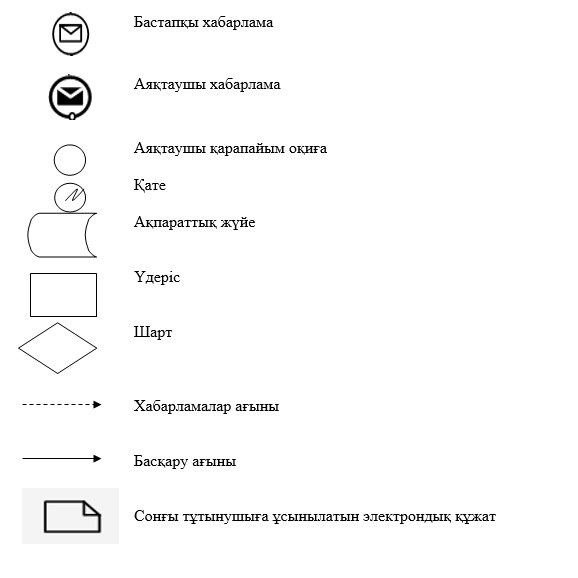 Бастапқы хабарлама
Аяқтаушы хабарлама
Аяқтаушы қарапайым оқиға
Қате
Ақпараттық жүйе
Үдеріс
Шарт
Хабарламалар ағыны
Басқару ағыны
Соңғы тұтынушыға ұсынылатын электрондық құжат